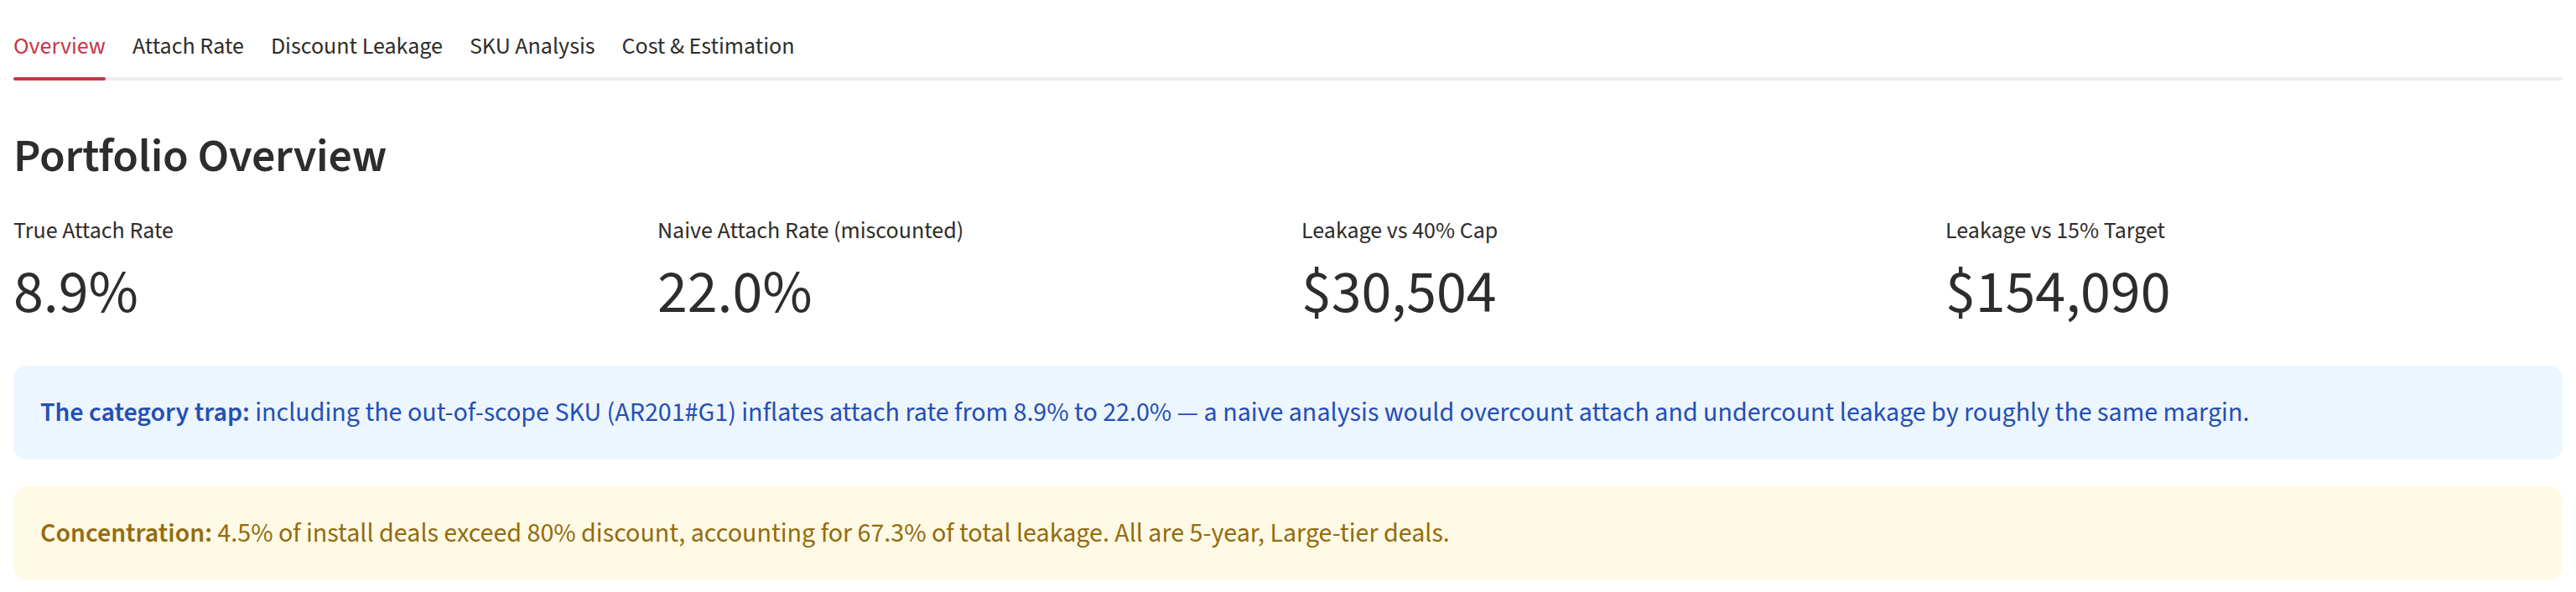 Overview Attach Rate Discount Leakage SKU Analysis Cost & Estimation
Portfolio Overview
True Attach Rate Naive Attach Rate (miscounted) Leakage vs 40% Cap Leakage vs 15% Target
8.9% 22.0% $30,504 $154,090
The category trap: including the out-of-scope SKU (AR201#G1) inflates attach rate from 8.9% to 22.0% — a naive analysis would overcount attach and undercount leakage by roughly the same margin.
Concentration: 4.5% of install deals exceed 80% discount, accounting for 67.3% of total leakage. All are 5-year, Large-tier deals.